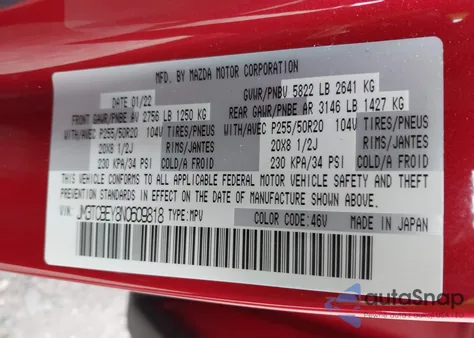 MFD. BY MAZDA MOTOR CORPORATION
DATE 01/22 GVWR/PNBV 5822 LB 2641 KG
FRONT GAWR/PNBE AV 2756 LB 1250 KG REAR GAWR/PNBE AR 3146 LB 1427 KG
WITH/AVEC P255/50R20 104V TIRES/PNEUS WITH/AVEC P255/50R20 104V TIRES/PNEUS
20X8 1/2J RIMS/JANTES 20X8 1/2J RIMS/JANTES
230 KPA/34 PSI COLD/A FROID 230 KPA/34 PSI COLD/A FROID
THIS VEHICLE CONFORMS TO ALL APPLICABLE FEDERAL MOTOR VEHICLE SAFETY AND
THEFT PREVENTION STANDARDS IN EFFECT ON THE DATE OF MANUFACTURE SHOWN ABOVE.
VIN: JM3TCBEY8N0609818 TYPE: MPV COLOR CODE: 46V MADE IN JAPAN
autoSnap